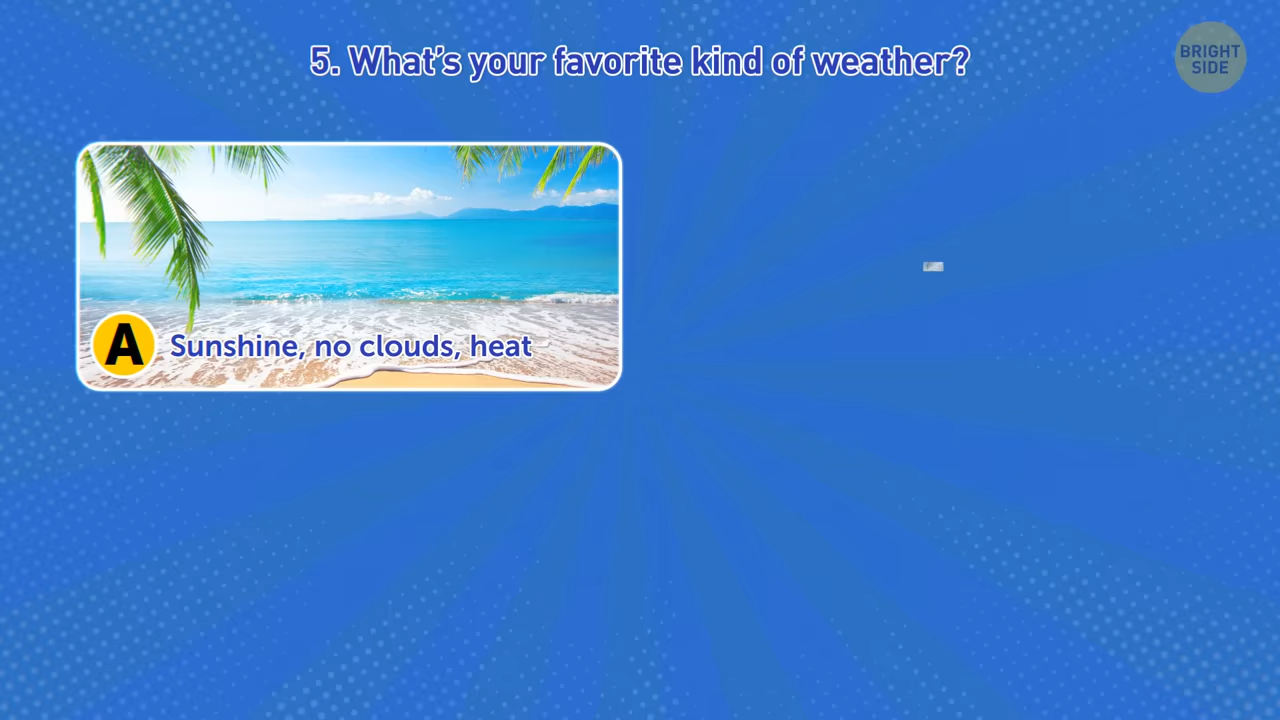 5. What's your favorite kind of weather?
BRIGHT
SIDE
A
Sunshine, no clouds, heat